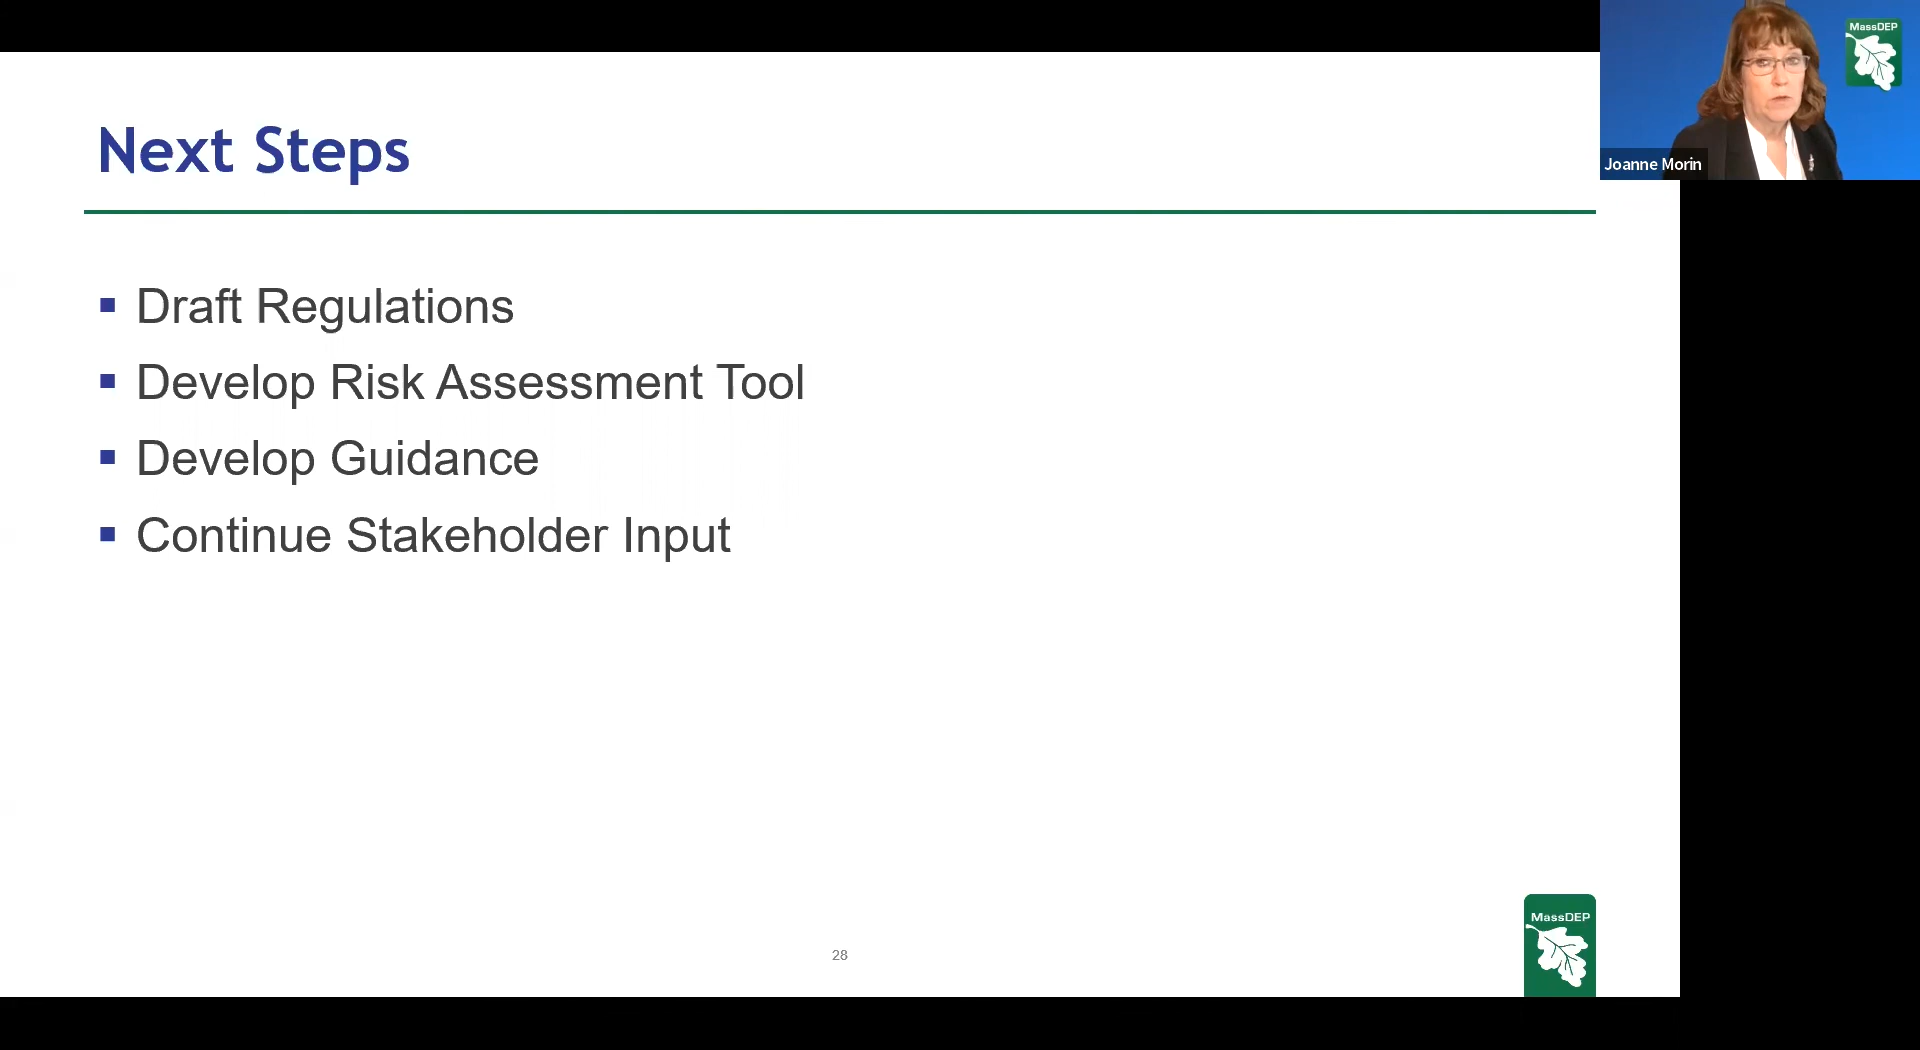 MassDEP
Joanne Morin
Next Steps
Draft Regulations
Develop Risk Assessment Tool
Develop Guidance
Continue Stakeholder Input
MassDEP
28